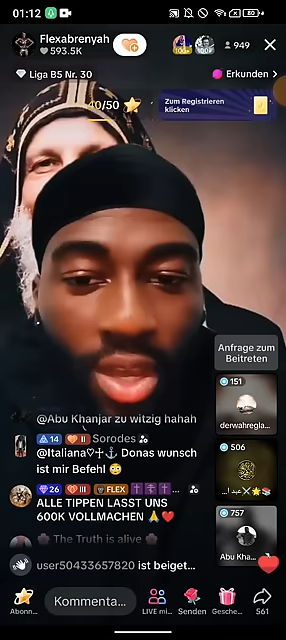 01:12
Flexabrenyah
593.5K
949
Liga B5 Nr. 30
Erkunden >
40/50
Zum Registrieren
klicken
Anfrage zum
Beitreten
151
derwahregla...
506
757
Abu Kha...
@Abu Khanjar zu witzig hahah
14 II Sorodes
@Italiana♡✝⚓ Donas wunsch
ist mir Befehl 😳
26 III FLEX
ALLE TIPPEN LASST UNS
600K VOLLMACHEN 🙏❤️
🌸 The Truth is alive 🌸
user50433657820 ist beiget...
Abonn...
Kommenta...
LIVE mi...
Senden
Gesche...
561